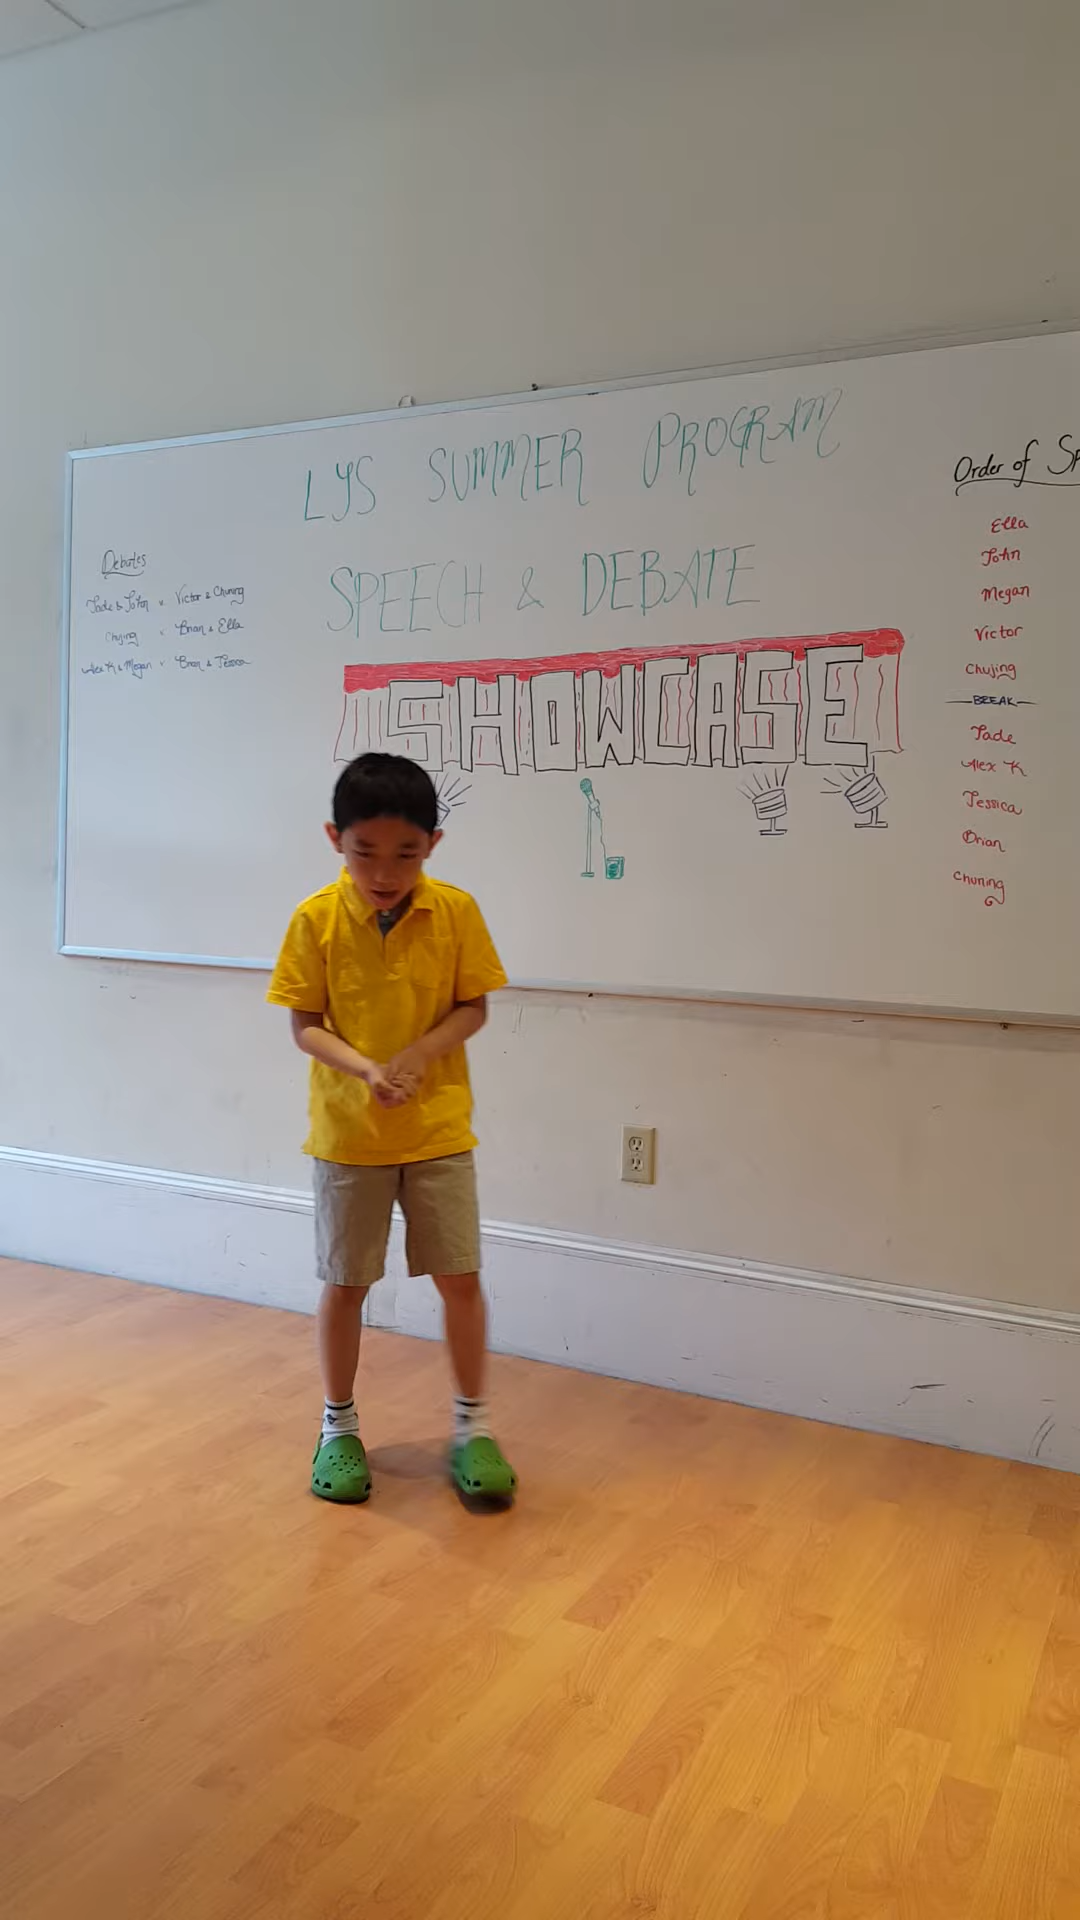 LYS SUMMER PROGRAM
SPEECH & DEBATE
SHOWCASE
Debates
Jade & John v. Victor & Chuning
Chujing v. Brian & Ella
Alex K & Megan v. Brian & Jessica
Order of Sp
Ella
John
Megan
Victor
Chujing
—BREAK—
Jade
Alex K
Jessica
Brian
Chuning